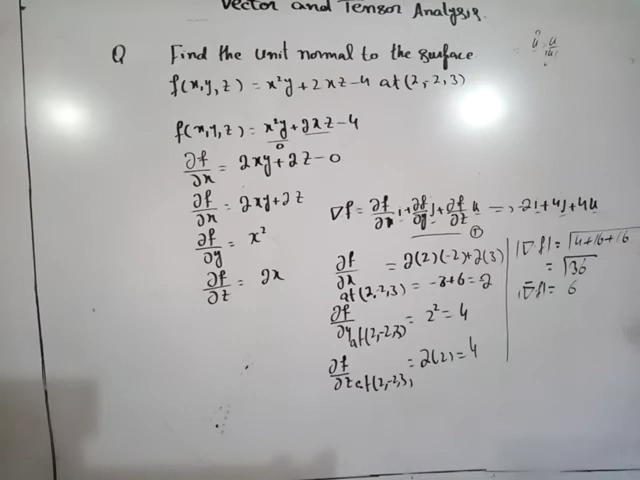 Vector and Tensor Analysis.
Q Find the unit normal to the surface
f(x,y,z) = x²y + 2xz - 4 at (2,-2,3)
f(x,y,z) = x²y + 2xz - 4
∂f/∂x = 2xy + 2z - 0
∂f/∂x = 2xy + 2z
∂f/∂y = x²
∂f/∂z = 2x
∇f = ∂f/∂x i + ∂f/∂y j + ∂f/∂z k =, -2i + 4j + 4k
∂f/∂x at (2,-2,3) = 2(2)(-2) + 2(3)
= -8 + 6 = -2
∂f/∂y at (2,-2,3) = 2² = 4
∂f/∂z at (2,-2,3) = 2(2) = 4
|∇f| = √4+16+16
= √36
|∇f| = 6